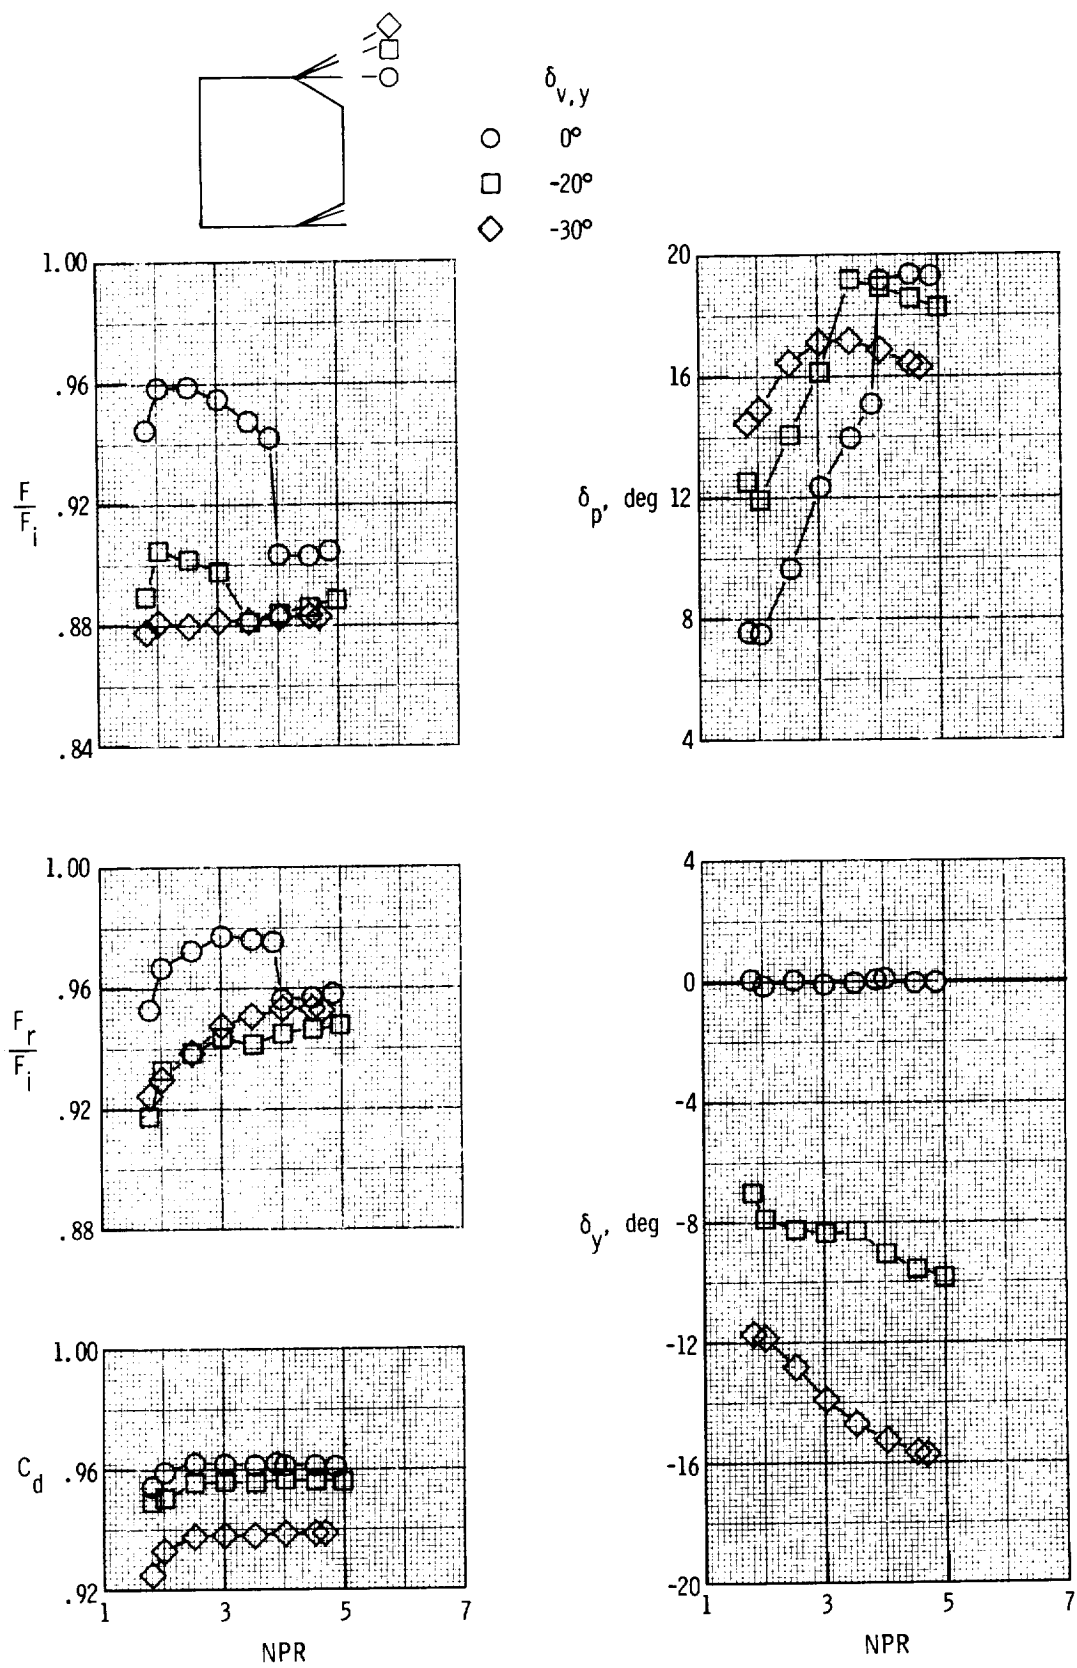 δv,y
0°
-20°
-30°
1.00
.96
.92
.88
.84
F
Fi
20
16
12
8
4
δp, deg
1.00
.96
.92
.88
Fr
Fi
4
0
-4
-8
-12
-16
-20
δy, deg
1.00
.96
.92
Cd
1 3 5 7
NPR
1 3 5 7
NPR